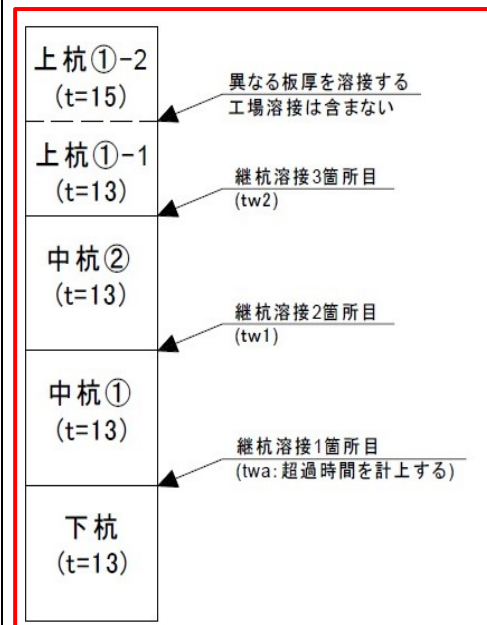 上杭①-2
(t=15)
異なる板厚を溶接する
工場溶接は含まない
上杭①-1
(t=13)
継杭溶接3箇所目
(tw2)
中杭②
(t=13)
継杭溶接2箇所目
(tw1)
中杭①
(t=13)
継杭溶接1箇所目
(twa:超過時間を計上する)
下杭
(t=13)